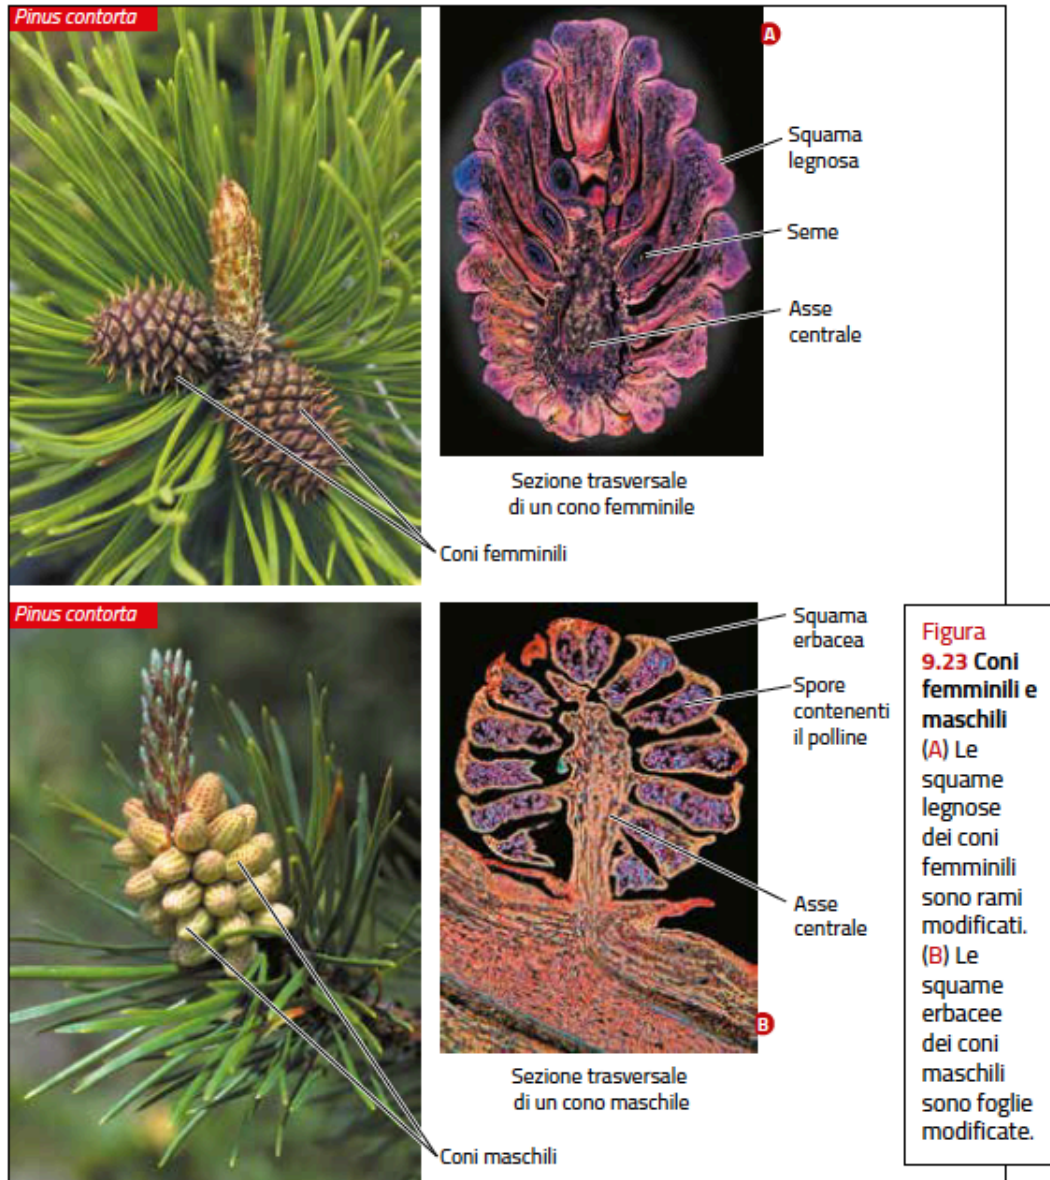 Pinus contorta
A
Squama
legnosa
Seme
Asse
centrale
Sezione trasversale
di un cono femminile
Coni femminili
Pinus contorta
Squama
erbacea
Spore
contenenti
il polline
Asse
centrale
B
Sezione trasversale
di un cono maschile
Coni maschili
Figura
9.23 Coni
femminili e
maschili
(A) Le
squame
legnose
dei coni
femminili
sono rami
modificati.
(B) Le
squame
erbacee
dei coni
maschili
sono foglie
modificate.